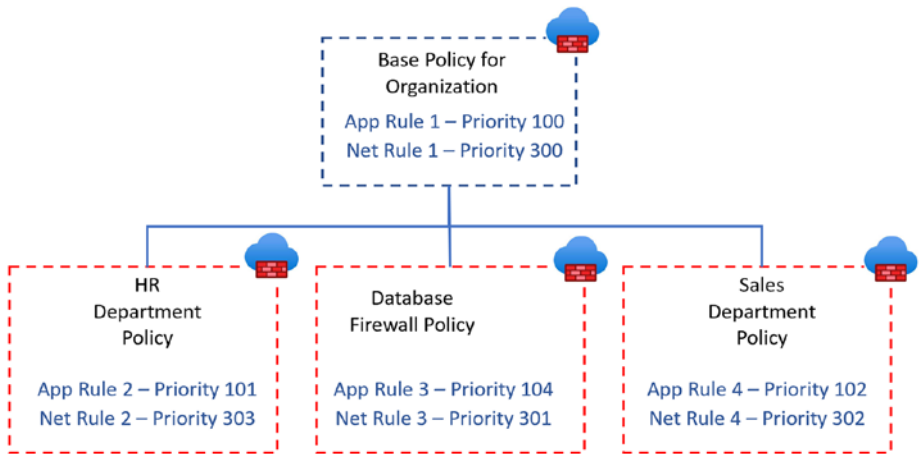 Base Policy for
Organization
App Rule 1 – Priority 100
Net Rule 1 – Priority 300
HR
Department
Policy
App Rule 2 – Priority 101
Net Rule 2 – Priority 303
Database
Firewall Policy
App Rule 3 – Priority 104
Net Rule 3 – Priority 301
Sales
Department
Policy
App Rule 4 – Priority 102
Net Rule 4 – Priority 302